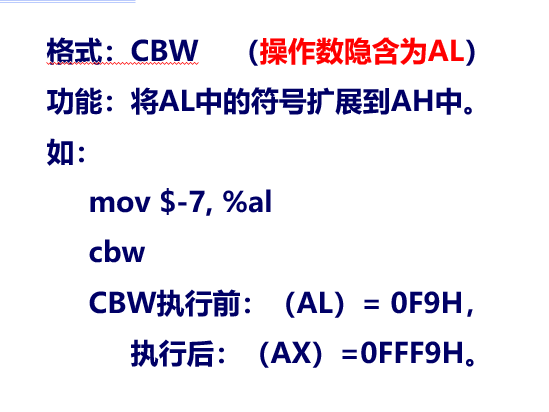 格式：CBW （操作数隐含为AL）
功能：将AL中的符号扩展到AH中。
如：
mov $-7, %al
cbw
CBW执行前：（AL）= 0F9H，
执行后：（AX）=0FFF9H。